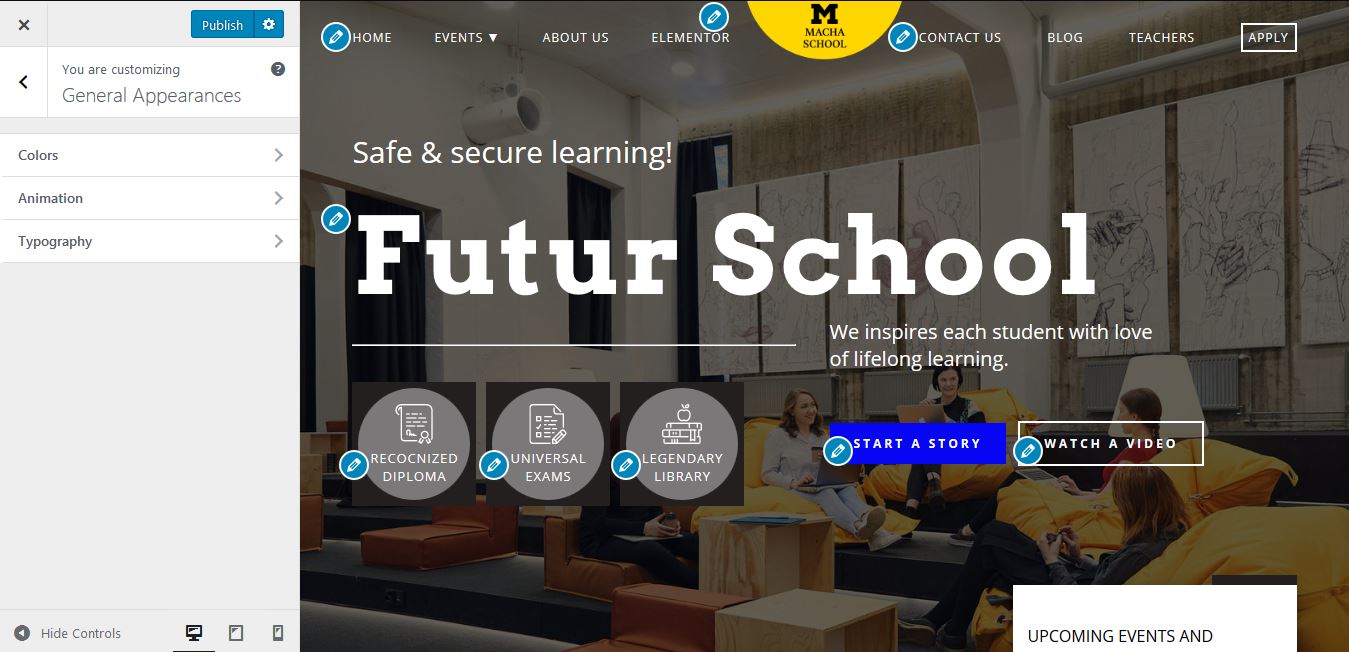 Publish
You are customizing
General Appearances
Colors
Animation
Typography
Hide Controls
HOME
EVENTS ▼
ABOUT US
ELEMENTOR
M
MACHA
SCHOOL
CONTACT US
BLOG
TEACHERS
APPLY
Safe & secure learning!
Futur School
We inspires each student with love
of lifelong learning.
RECOCNIZED
DIPLOMA
UNIVERSAL
EXAMS
LEGENDARY
LIBRARY
START A STORY
WATCH A VIDEO
UPCOMING EVENTS AND